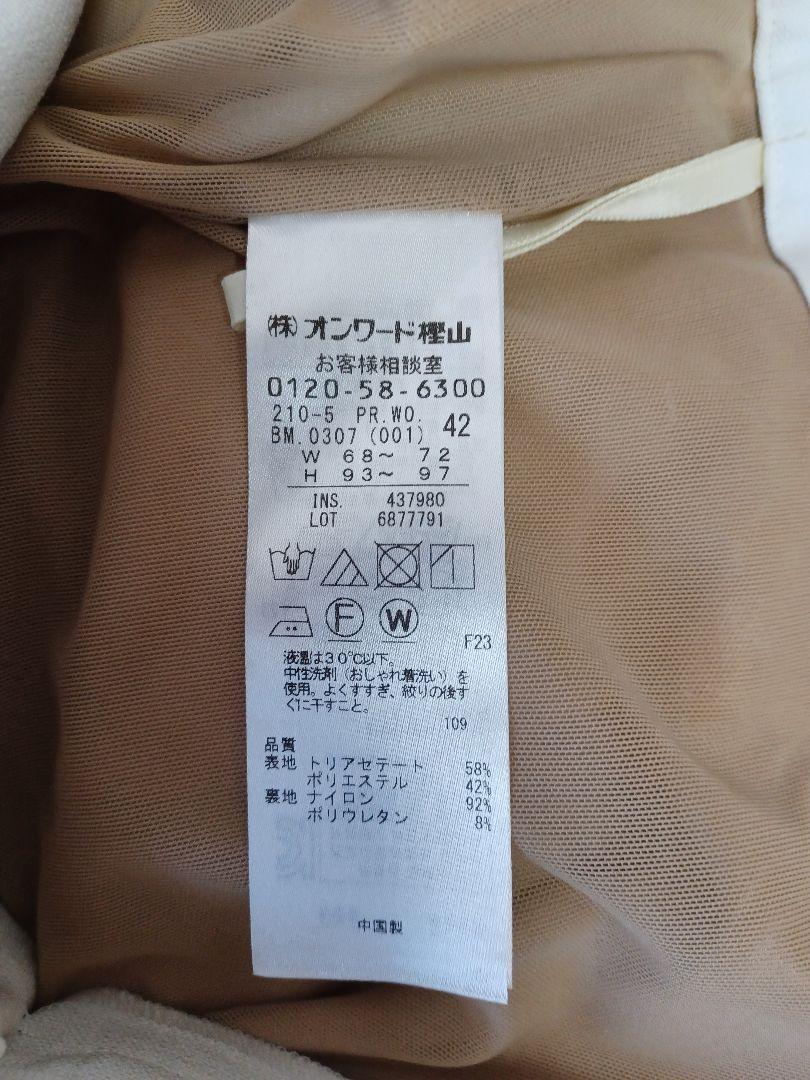 (株)オンワード樫山
お客様相談室
0120-58-6300
210-5 PR.WO.
BM.0307 (001) 42
W 68～ 72
H 93～ 97
INS. 437980
LOT 6877791
F W
F23
液温は30℃以下。
中性洗剤(おしゃれ着洗い)を
使用。よくすすぎ、絞りの後す
ぐに干すこと。
109
品質
表地 トリアセテート 58%
ポリエステル 42%
裏地 ナイロン 92%
ポリウレタン 8%
中国製